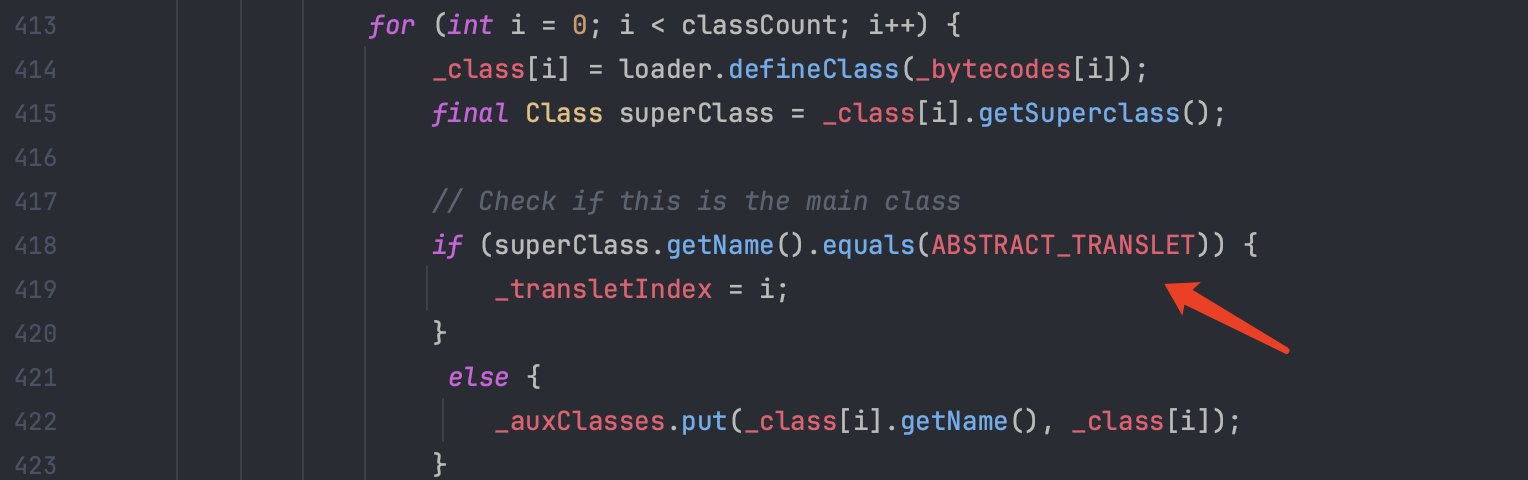 413 for (int i = 0; i < classCount; i++) {
414 _class[i] = loader.defineClass(_bytecodes[i]);
415 final Class superClass = _class[i].getSuperclass();
416
417 // Check if this is the main class
418 if (superClass.getName().equals(ABSTRACT_TRANSLET)) {
419 _transletIndex = i;
420 }
421 else {
422 _auxClasses.put(_class[i].getName(), _class[i]);
423 }